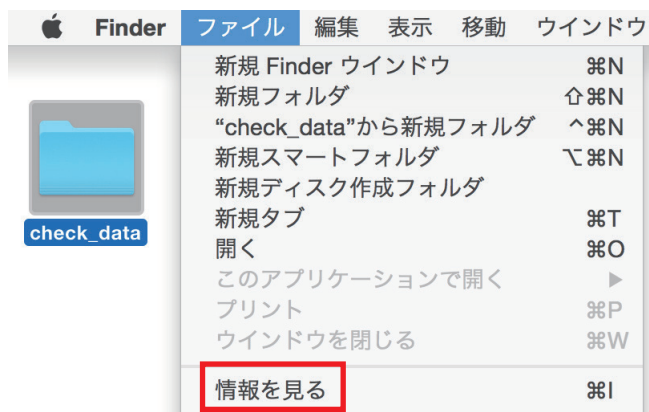 Finder ファイル 編集 表示 移動 ウインドウ
新規 Finder ウインドウ ⌘N
新規フォルダ ⇧⌘N
“check_data”から新規フォルダ ^⌘N
新規スマートフォルダ ⌥⌘N
新規ディスク作成フォルダ
新規タブ ⌘T
check_data
開く ⌘O
このアプリケーションで開く ▶
プリント ⌘P
ウインドウを閉じる ⌘W
情報を見る ⌘I